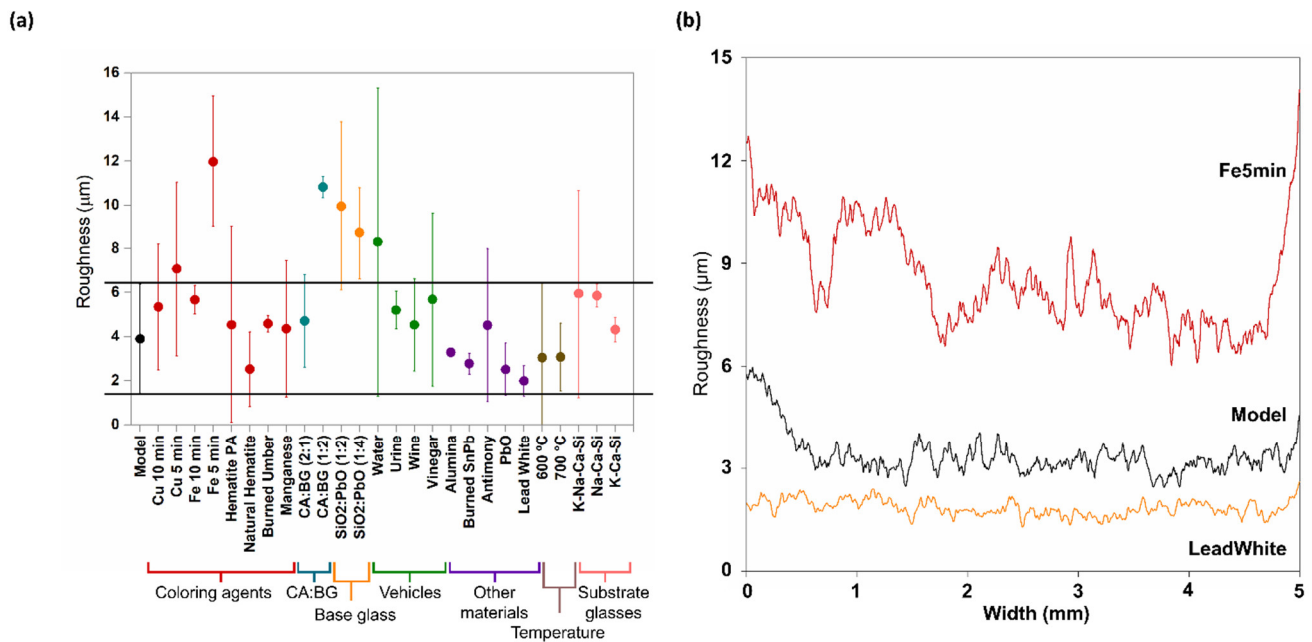 (a)
16
14
12
10
8
6
4
2
0
Roughness (µm)
Model
Cu 10 min
Cu 5 min
Fe 10 min
Fe 5 min
Hematite PA
Natural Hematite
Burned Umber
Manganese
CA:BG (2:1)
CA:BG (1:2)
SiO2:PbO (1:2)
SiO2:PbO (1:4)
Water
Urine
Wine
Vinegar
Alumina
Burned SnPb
Antimony
PbO
Lead White
600 °C
700 °C
K-Na-Ca-Si
Na-Ca-Si
K-Ca-Si
Coloring agents
CA:BG
Base glass
Vehicles
Other
materials
Temperature
Substrate
glasses
(b)
15
12
9
6
3
0
Roughness (µm)
Fe5min
Model
LeadWhite
0 1 2 3 4 5
Width (mm)